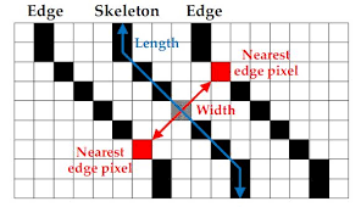 Edge Skeleton Edge
Length
Nearest
edge pixel
Width
Nearest
edge pixel